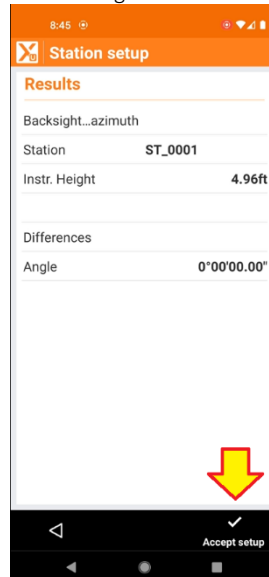 8:45
Station setup
Results
Backsight...azimuth
Station ST_0001
Instr. Height 4.96ft
Differences
Angle 0°00'00.00"
Accept setup